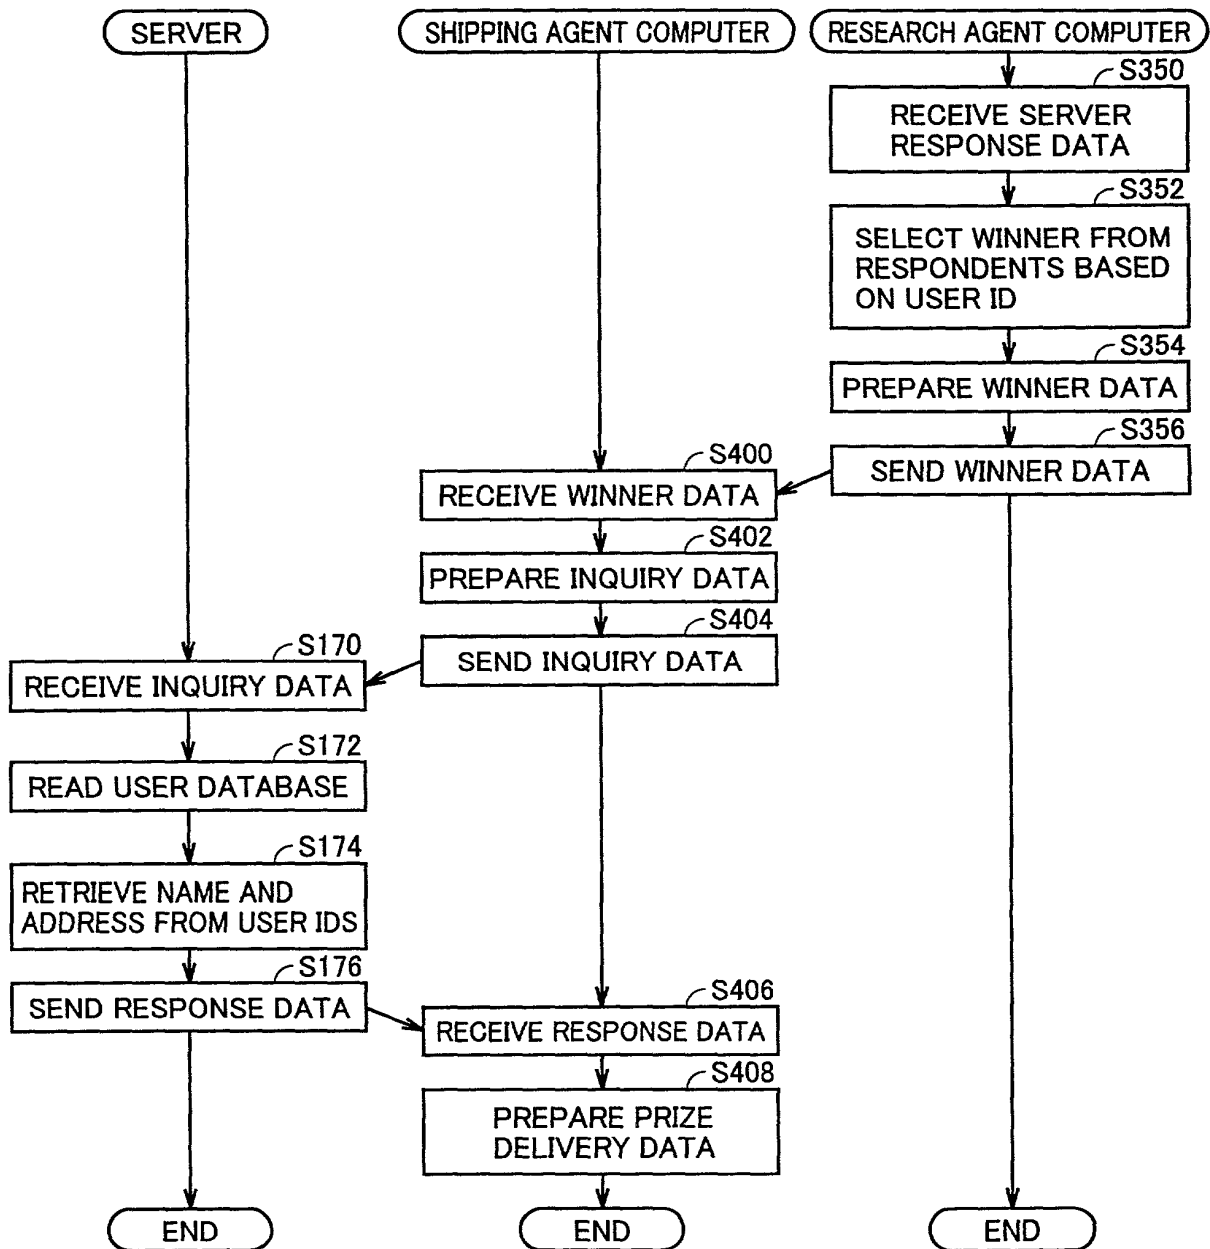 SERVER
SHIPPING AGENT COMPUTER
RESEARCH AGENT COMPUTER
S350
RECEIVE SERVER
RESPONSE DATA
S352
SELECT WINNER FROM
RESPONDENTS BASED
ON USER ID
S354
PREPARE WINNER DATA
S356
SEND WINNER DATA
S400
RECEIVE WINNER DATA
S402
PREPARE INQUIRY DATA
S404
SEND INQUIRY DATA
S170
RECEIVE INQUIRY DATA
S172
READ USER DATABASE
S174
RETRIEVE NAME AND
ADDRESS FROM USER IDS
S176
SEND RESPONSE DATA
S406
RECEIVE RESPONSE DATA
S408
PREPARE PRIZE
DELIVERY DATA
END
END
END